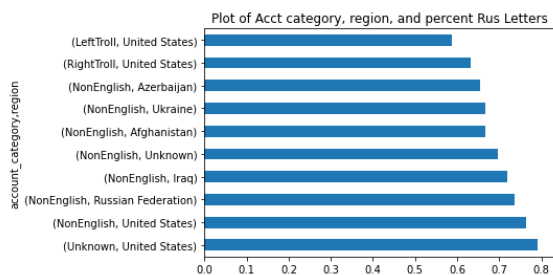 Plot of Acct category, region, and percent Rus Letters
account_category,region
(LeftTroll, United States)
(RightTroll, United States)
(NonEnglish, Azerbaijan)
(NonEnglish, Ukraine)
(NonEnglish, Afghanistan)
(NonEnglish, Unknown)
(NonEnglish, Iraq)
(NonEnglish, Russian Federation)
(NonEnglish, United States)
(Unknown, United States)
0.0 0.1 0.2 0.3 0.4 0.5 0.6 0.7 0.8